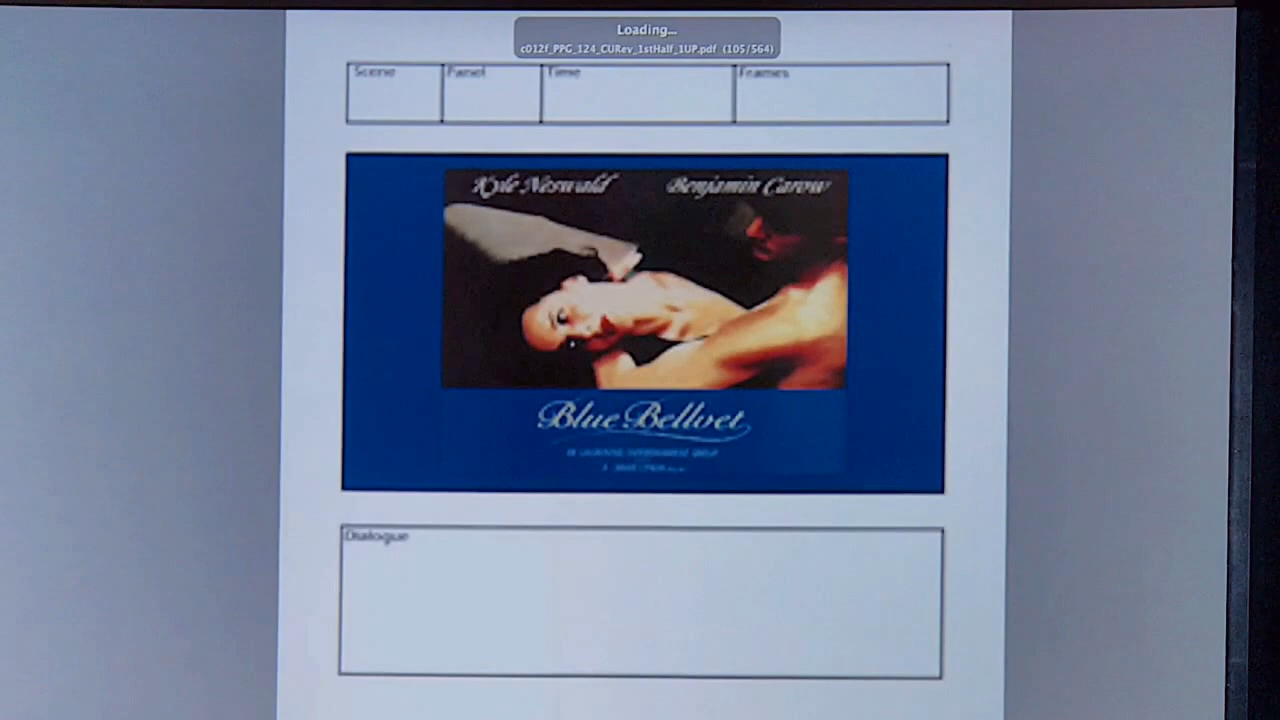 Loading...
c012f_PPG_124_CURev_1stHalf_1UP.pdf (105/564)
Scene Panel Time Frames
Kyle Neswald Benjamin Carow
Blue Bellvet
Dialogue